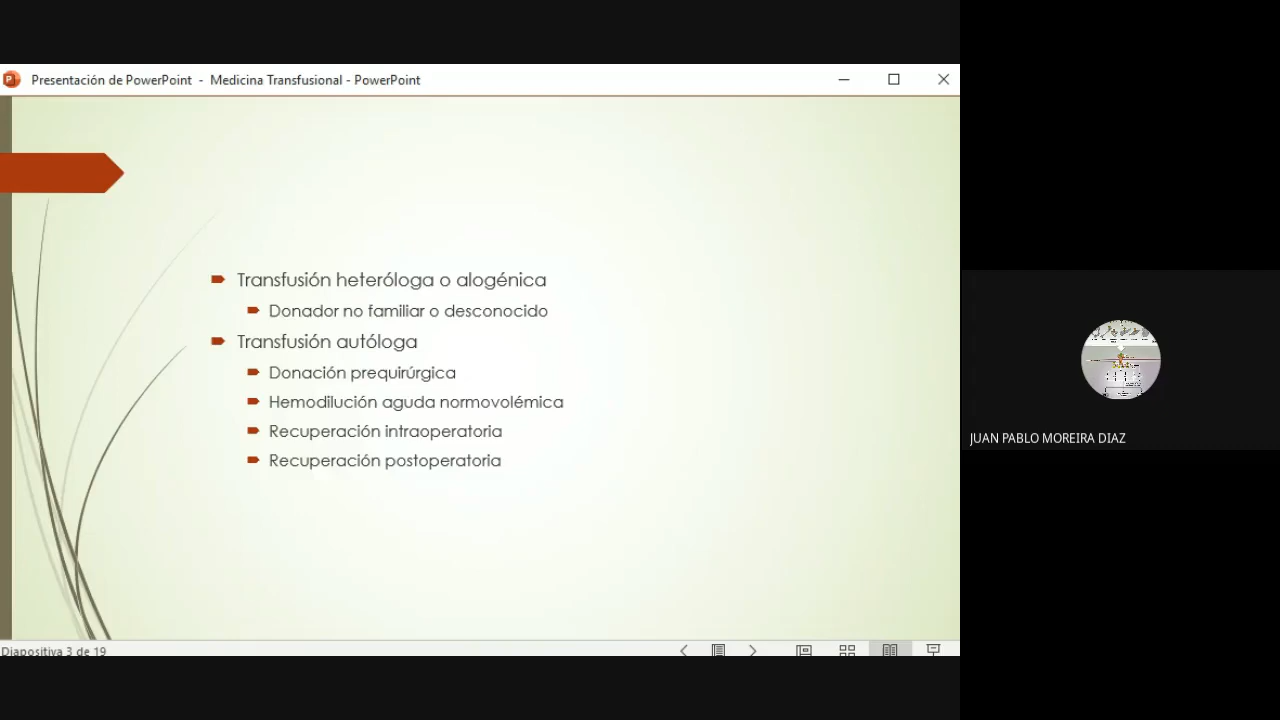 Presentación de PowerPoint - Medicina Transfusional - PowerPoint
Transfusión heteróloga o alogénica
Donador no familiar o desconocido
Transfusión autóloga
Donación prequirúrgica
Hemodilución aguda normovolémica
Recuperación intraoperatoria
Recuperación postoperatoria
JUAN PABLO MOREIRA DIAZ
Diapositiva 3 de 19